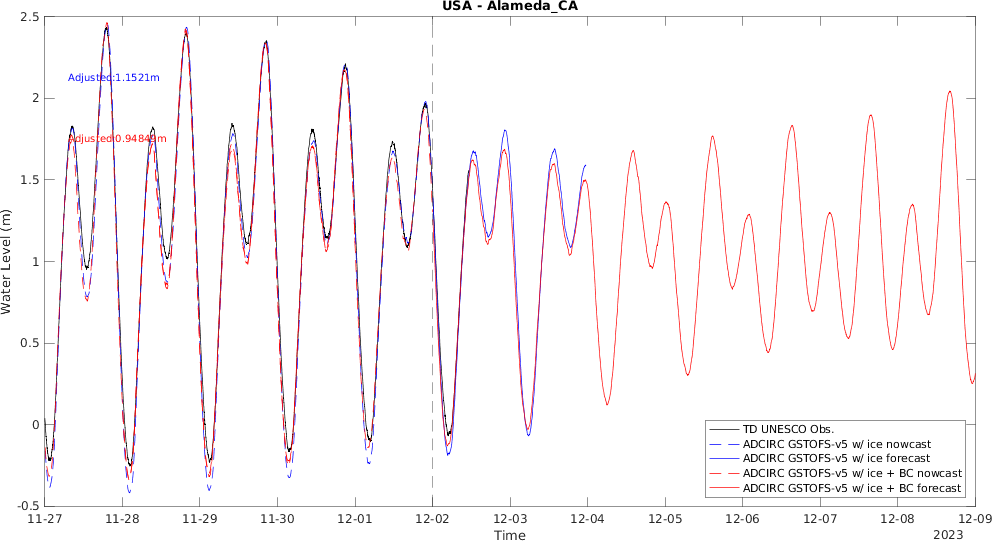 USA - Alameda_CA
2.5
2
1.5
1
0.5
0
-0.5
Water Level (m)
Adjusted:1.1521m
Adjusted:0.94849m
TD UNESCO Obs.
ADCIRC GSTOFS-v5 w/ ice nowcast
ADCIRC GSTOFS-v5 w/ ice forecast
ADCIRC GSTOFS-v5 w/ ice + BC nowcast
ADCIRC GSTOFS-v5 w/ ice + BC forecast
11-27 11-28 11-29 11-30 12-01 12-02 12-03 12-04 12-05 12-06 12-07 12-08 12-09
Time
2023